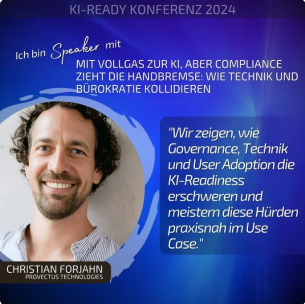 KI-READY KONFERENZ 2024
Ich bin Speaker mit
MIT VOLLGAS ZUR KI, ABER COMPLIANCE
ZIEHT DIE HANDBREMSE: WIE TECHNIK UND
BÜROKRATIE KOLLIDIEREN
"Wir zeigen, wie
Governance, Technik
und User Adoption die
KI-Readiness
erschweren und
meistern diese Hürden
praxisnah im Use
Case."
CHRISTIAN FORJAHN
PROVECTUS TECHNOLOGIES